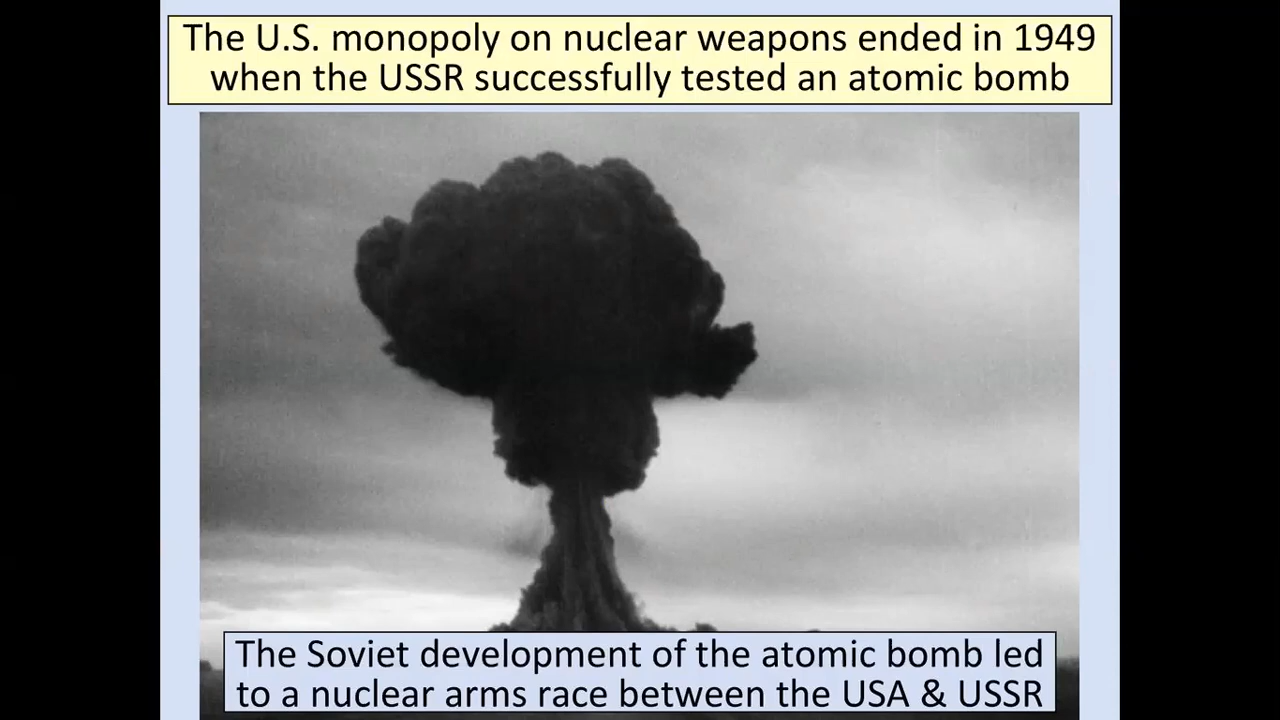 The U.S. monopoly on nuclear weapons ended in 1949
when the USSR successfully tested an atomic bomb
The Soviet development of the atomic bomb led
to a nuclear arms race between the USA & USSR